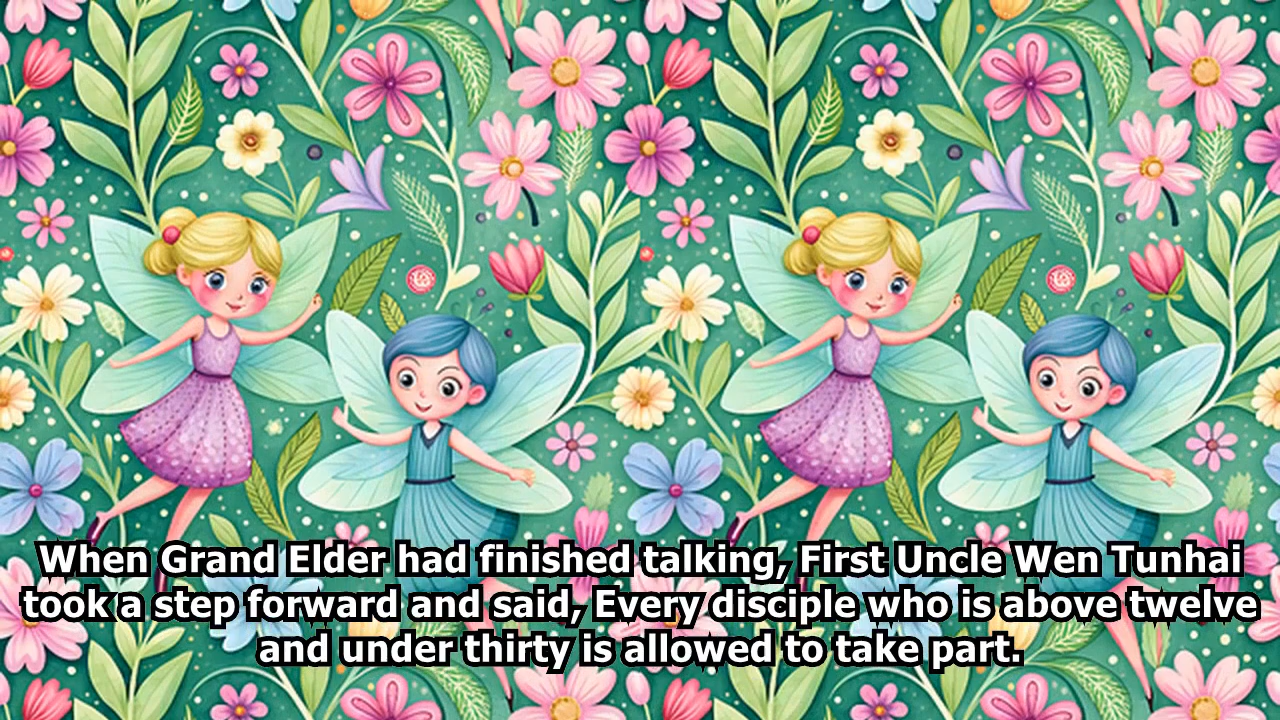 When Grand Elder had finished talking, First Uncle Wen Tunhai
took a step forward and said, Every disciple who is above twelve
and under thirty is allowed to take part.